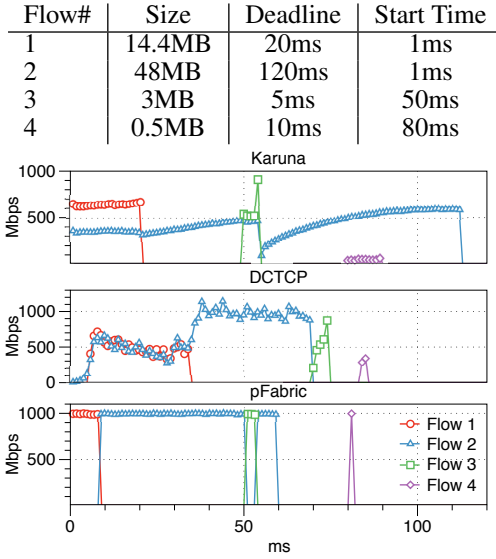 Flow# Size Deadline Start Time
1 14.4MB 20ms 1ms
2 48MB 120ms 1ms
3 3MB 5ms 50ms
4 0.5MB 10ms 80ms
Karuna
1000
500
Mbps
DCTCP
1000
500
0
Mbps
pFabric
1000
500
Mbps
Flow 1
Flow 2
Flow 3
Flow 4
0 50 100
ms